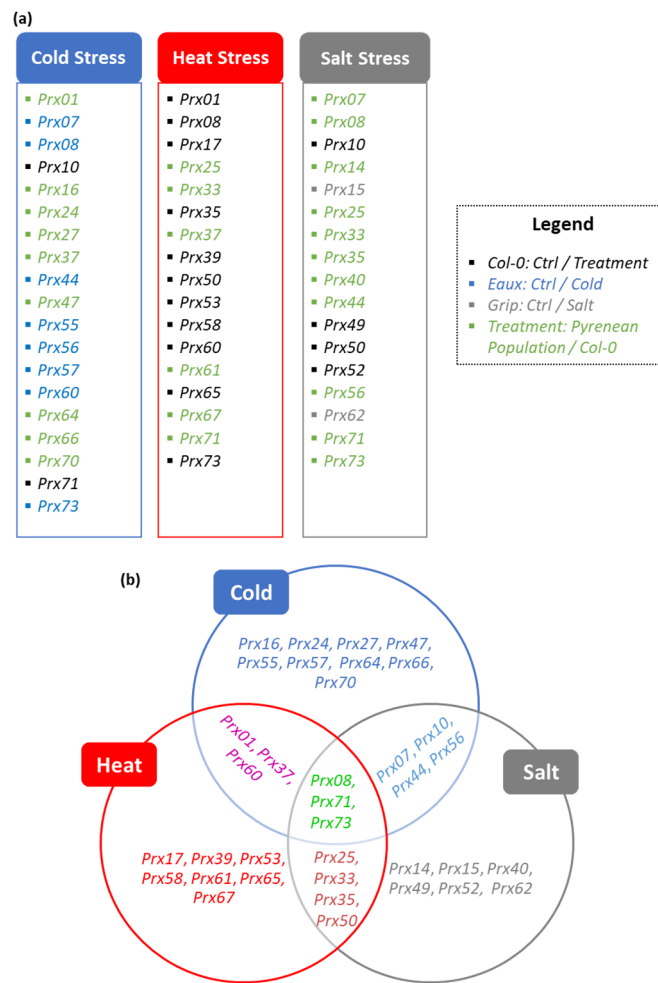 (a)
Cold Stress
Prx01
Prx07
Prx08
Prx10
Prx16
Prx24
Prx27
Prx37
Prx44
Prx47
Prx55
Prx56
Prx57
Prx60
Prx64
Prx66
Prx70
Prx71
Prx73
Heat Stress
Prx01
Prx08
Prx17
Prx25
Prx33
Prx35
Prx37
Prx39
Prx50
Prx53
Prx58
Prx60
Prx61
Prx65
Prx67
Prx71
Prx73
Salt Stress
Prx07
Prx08
Prx10
Prx14
Prx15
Prx25
Prx33
Prx35
Prx40
Prx44
Prx49
Prx50
Prx52
Prx56
Prx62
Prx71
Prx73
Legend
Col-0: Ctrl / Treatment
Eaux: Ctrl / Cold
Grip: Ctrl / Salt
Treatment: Pyrenean
Population / Col-0
(b)
Cold
Prx16, Prx24, Prx27, Prx47,
Prx55, Prx57, Prx64, Prx66,
Prx70
Prx01, Prx37,
Prx60
Prx07, Prx10,
Prx44, Prx56
Heat
Salt
Prx08,
Prx71,
Prx73
Prx17, Prx39, Prx53,
Prx58, Prx61, Prx65,
Prx67
Prx25,
Prx33,
Prx35,
Prx50
Prx14, Prx15, Prx40,
Prx49, Prx52, Prx62